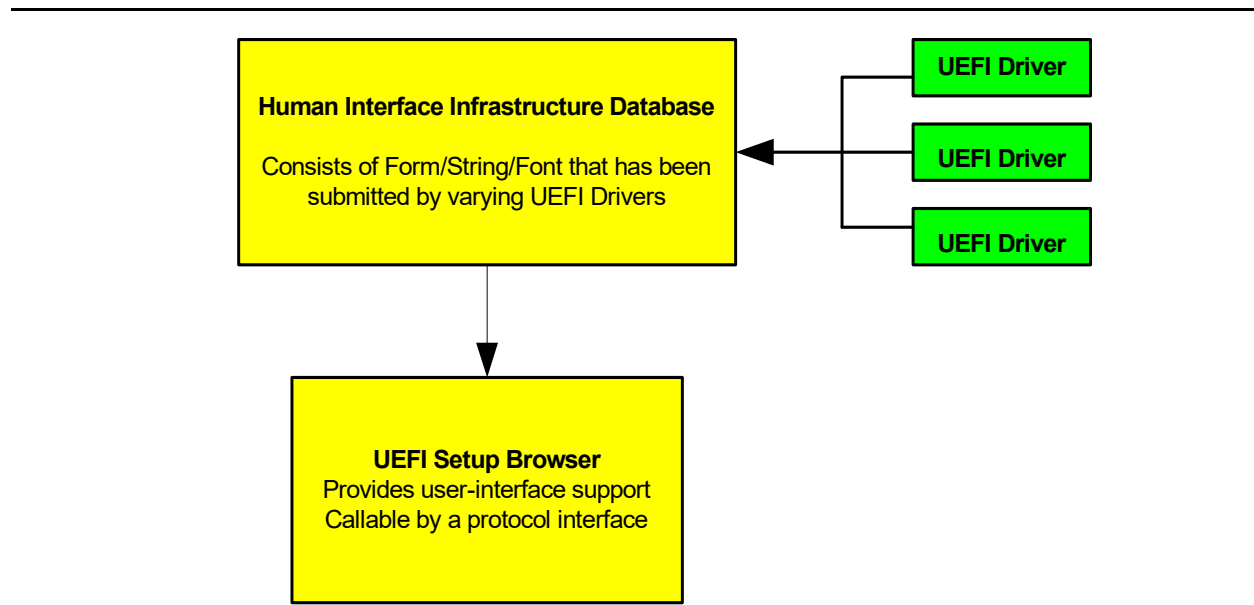 Human Interface Infrastructure Database
Consists of Form/String/Font that has been
submitted by varying UEFI Drivers
UEFI Driver
UEFI Driver
UEFI Driver
UEFI Setup Browser
Provides user-interface support
Callable by a protocol interface